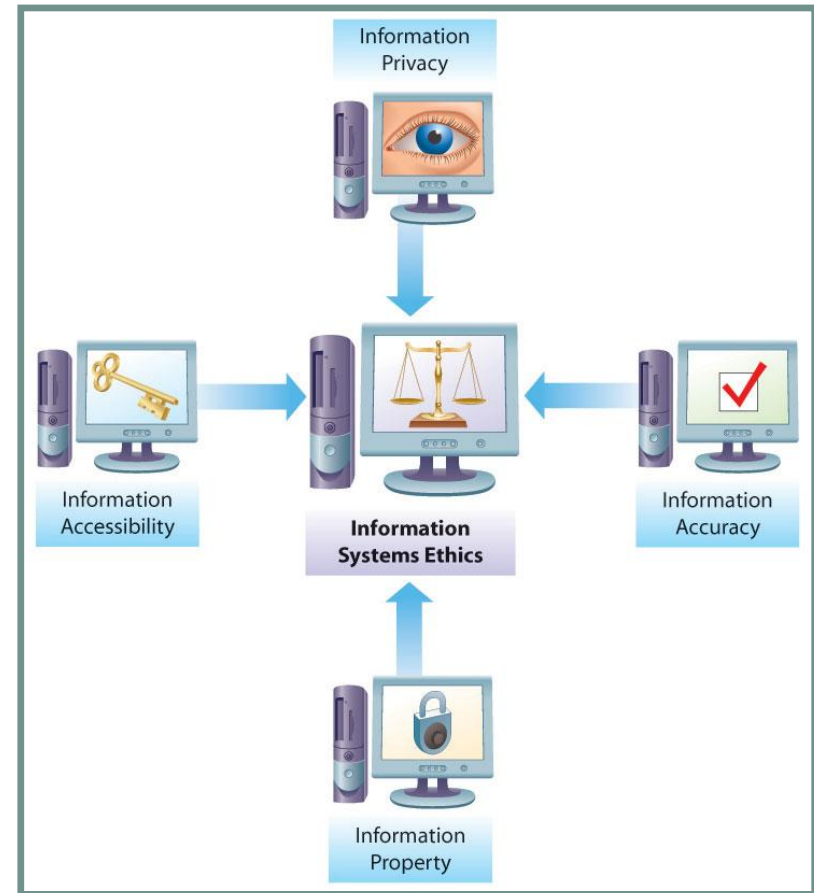 Information
Privacy
Information
Accessibility
Information
Systems Ethics
Information
Accuracy
Information
Property